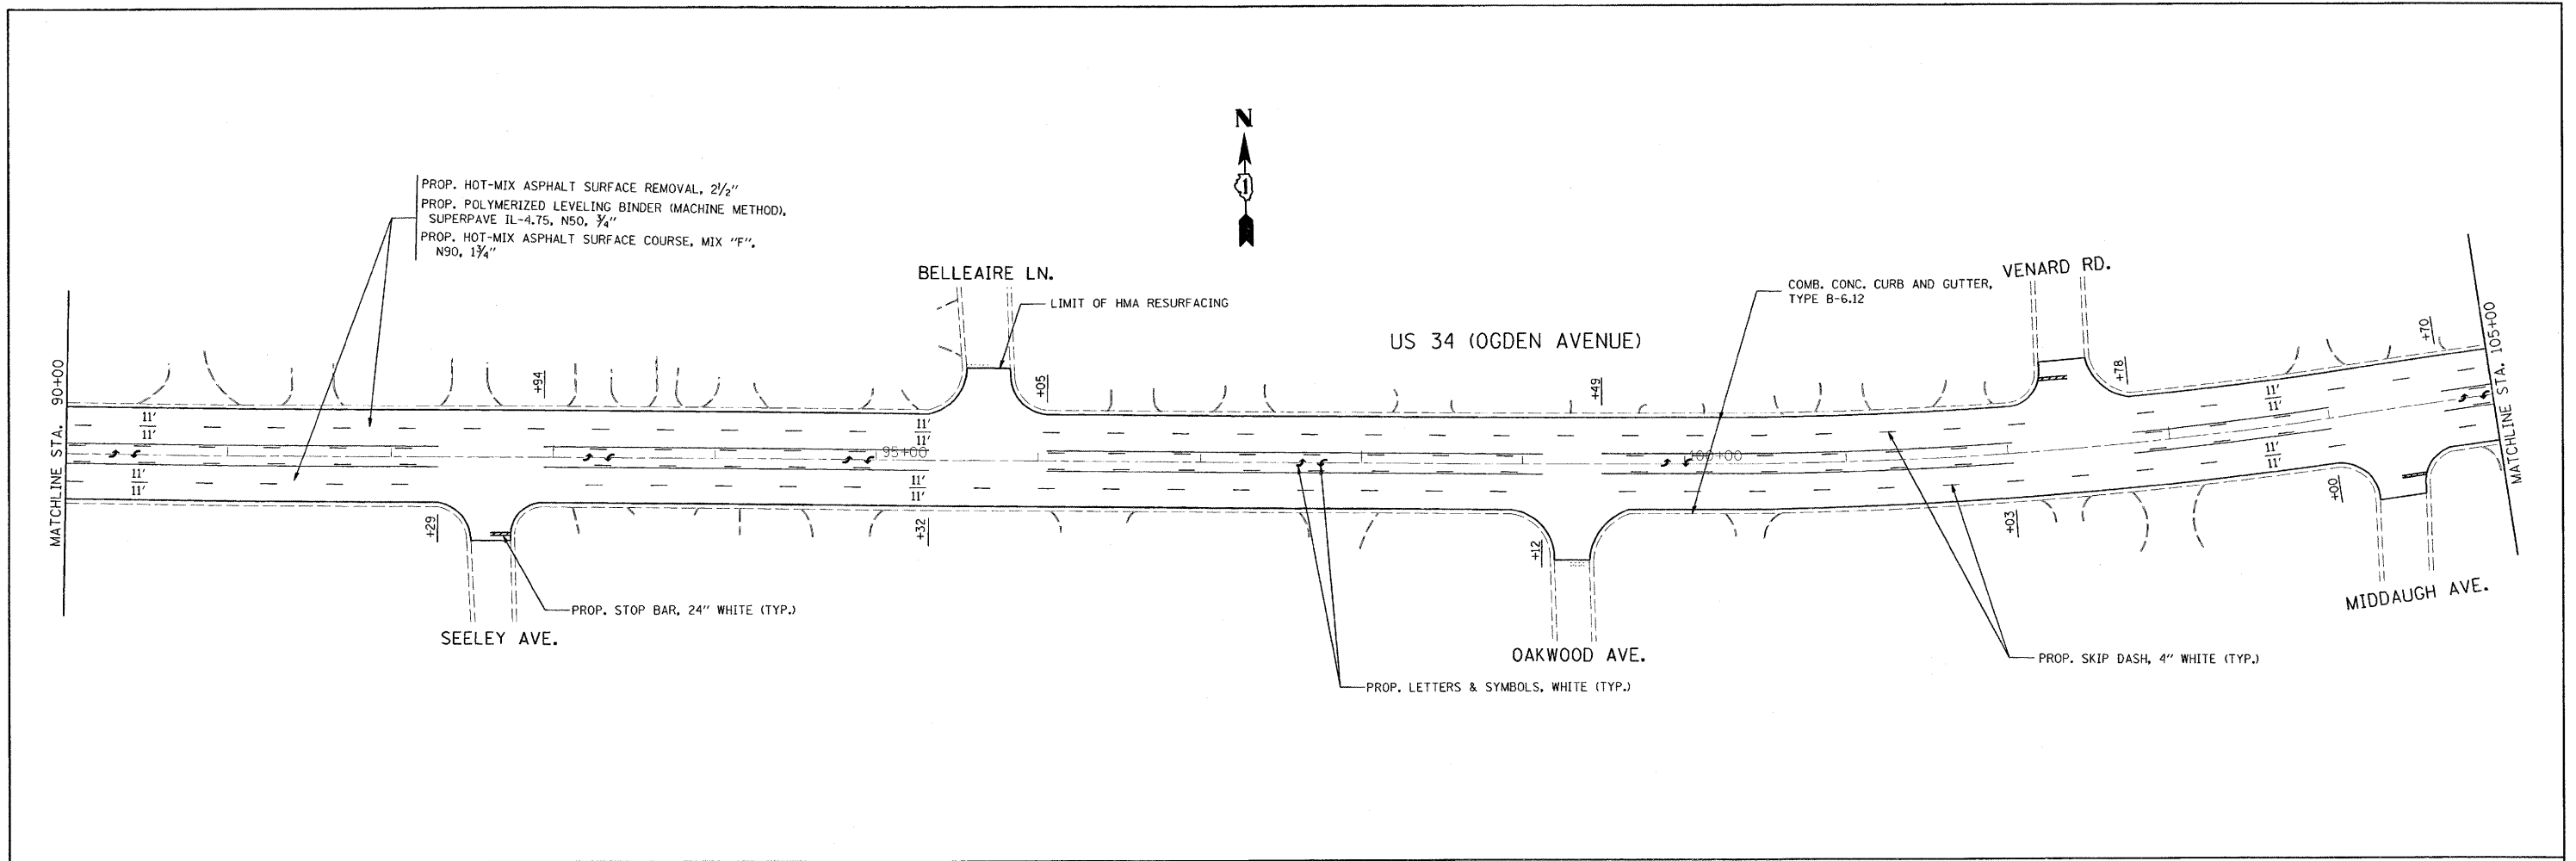 N
1
PROP. HOT-MIX ASPHALT SURFACE REMOVAL, 2½"
PROP. POLYMERIZED LEVELING BINDER (MACHINE METHOD),
SUPERPAVE IL-4.75, N50, ¾"
PROP. HOT-MIX ASPHALT SURFACE COURSE, MIX "F",
N90, 1¾"
BELLEAIRE LN.
LIMIT OF HMA RESURFACING
COMB. CONC. CURB AND GUTTER,
TYPE B-6.12
VENARD RD.
US 34 (OGDEN AVENUE)
MATCHLINE STA. 90+00
MATCHLINE STA. 105+00
+94
+05
+49
+78
+70
11'
11'
11'
11'
11'
11'
11'
11'
11'
11'
11'
11'
95+00
100+00
+29
+32
+12
+03
+00
PROP. STOP BAR, 24" WHITE (TYP.)
SEELEY AVE.
OAKWOOD AVE.
MIDDAUGH AVE.
PROP. SKIP DASH, 4" WHITE (TYP.)
PROP. LETTERS & SYMBOLS, WHITE (TYP.)